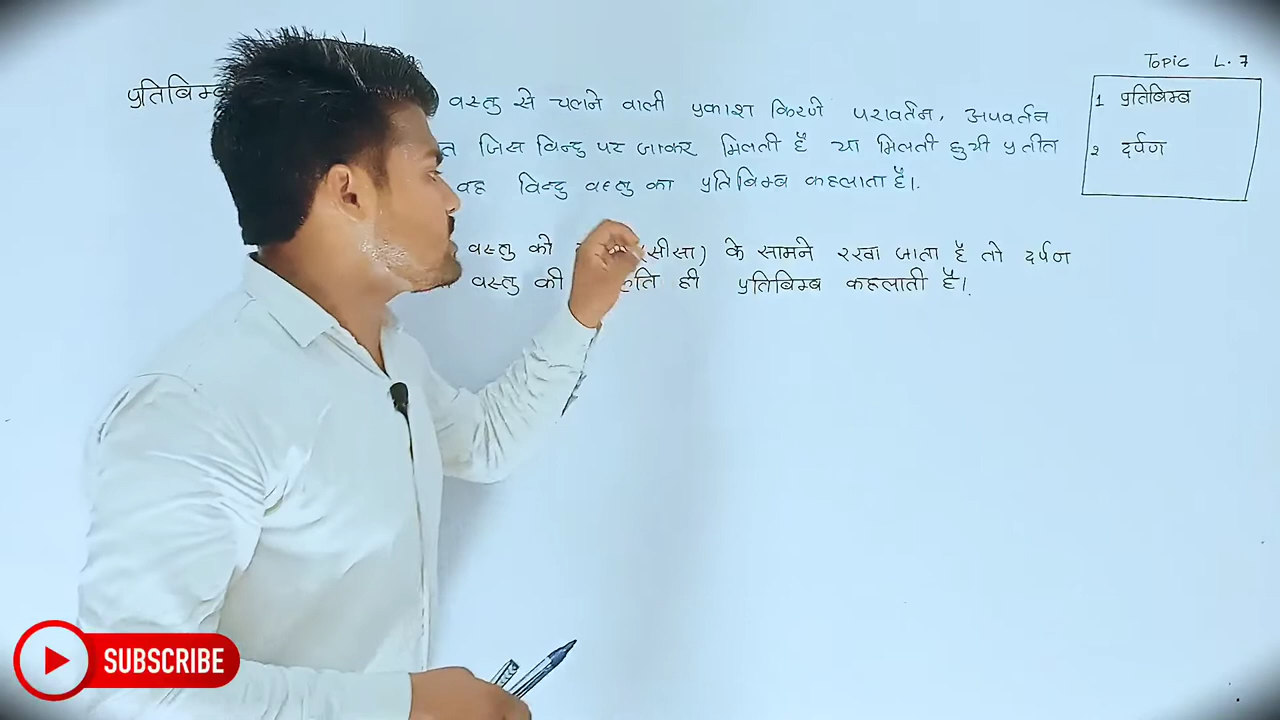 Topic L. 7
1 प्रतिबिम्ब
2 दर्पण
प्रतिबिम्ब
वस्तु से चलने वाली प्रकाश किरणे परावर्तन, अपवर्तन
जिस विन्दु पर जाकर मिलती है या मिलती हुयी प्रतीत
वह विन्दु वस्तु का प्रतिबिम्ब कहलाता है।
वस्तु को (सीसा) के सामने रखा जाता है तो दर्पण
वस्तु की ही प्रतिबिम्ब कहलाती है।
SUBSCRIBE